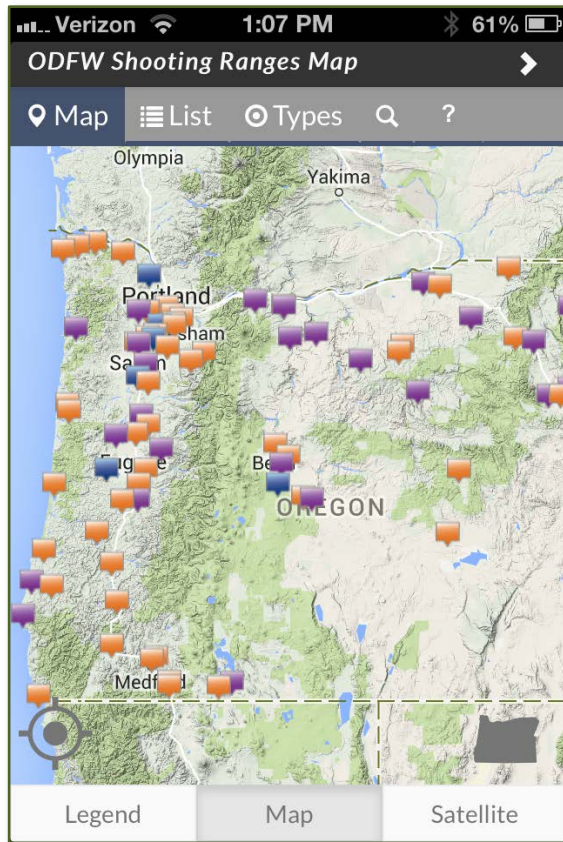 Verizon 1:07 PM 61%
ODFW Shooting Ranges Map
Map List Types ?
Olympia
Yakima
Portland
OREGON
Legend Map Satellite